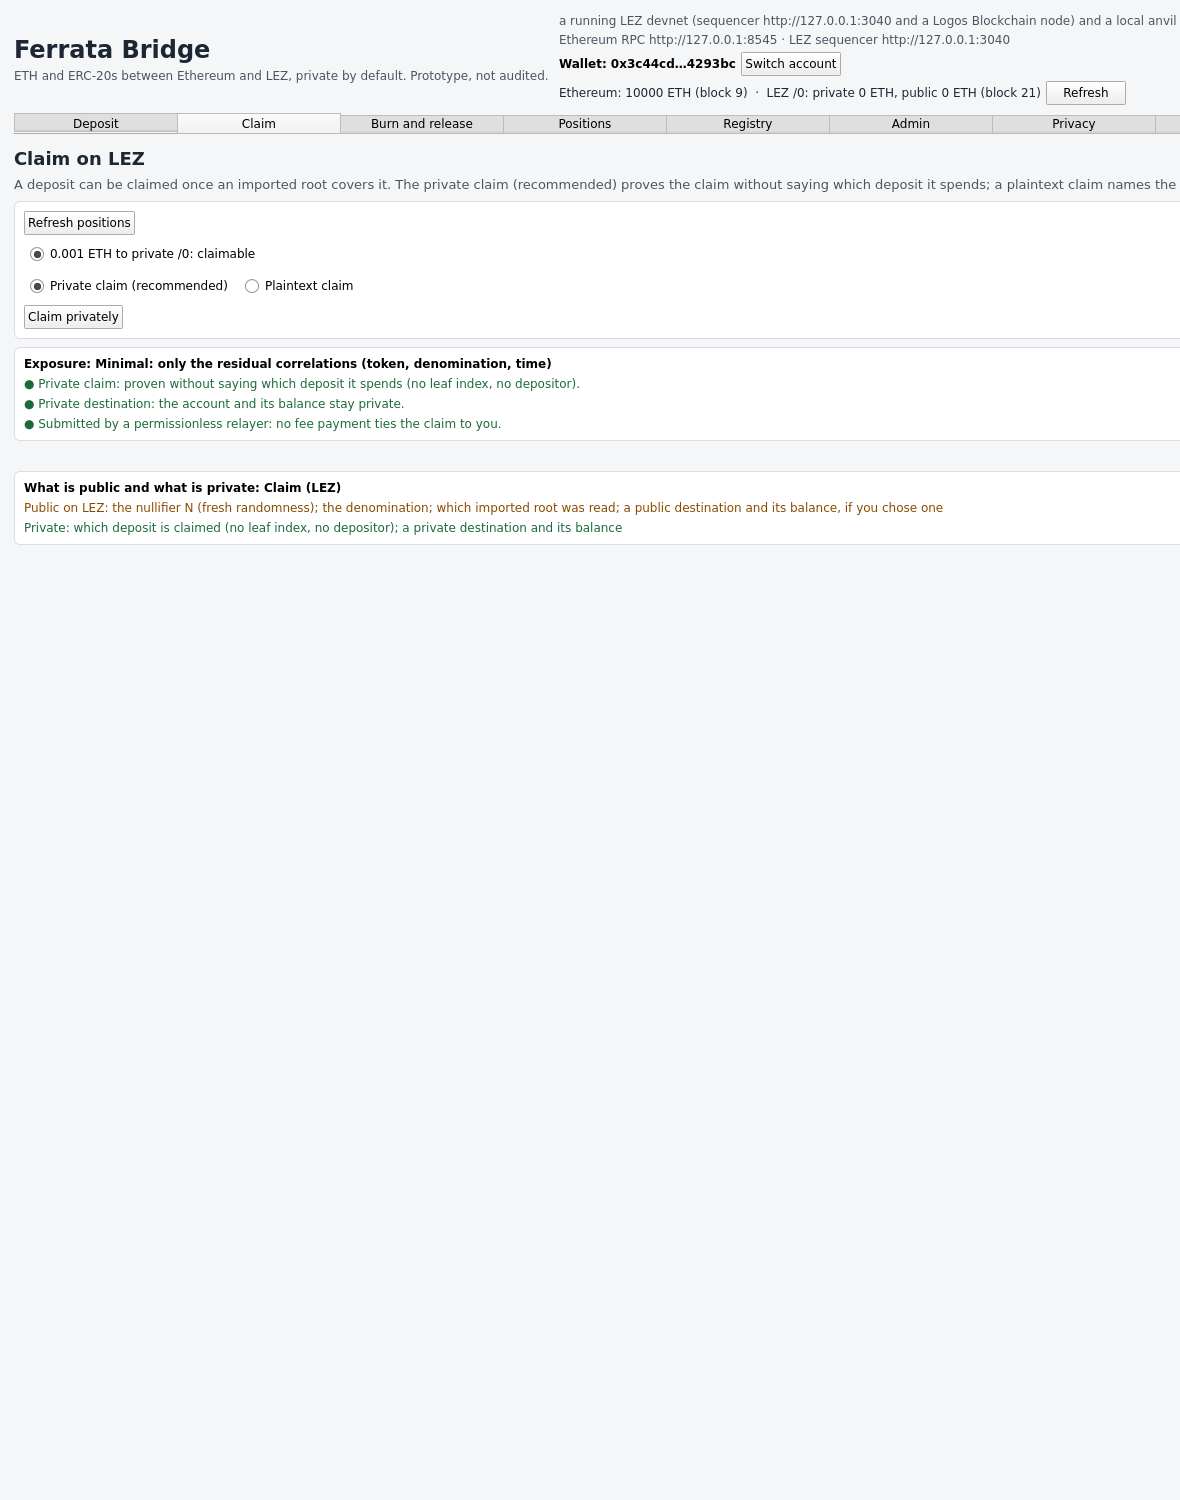 Ferrata Bridge
ETH and ERC-20s between Ethereum and LEZ, private by default. Prototype, not audited.
a running LEZ devnet (sequencer http://127.0.0.1:3040 and a Logos Blockchain node) and a local anvil
Ethereum RPC http://127.0.0.1:8545 · LEZ sequencer http://127.0.0.1:3040
Wallet: 0x3c44cd…4293bc Switch account
Ethereum: 10000 ETH (block 9) · LEZ /0: private 0 ETH, public 0 ETH (block 21) Refresh
Deposit Claim Burn and release Positions Registry Admin Privacy
Claim on LEZ
A deposit can be claimed once an imported root covers it. The private claim (recommended) proves the claim without saying which deposit it spends; a plaintext claim names the
Refresh positions
0.001 ETH to private /0: claimable
Private claim (recommended) Plaintext claim
Claim privately
Exposure: Minimal: only the residual correlations (token, denomination, time)
● Private claim: proven without saying which deposit it spends (no leaf index, no depositor).
● Private destination: the account and its balance stay private.
● Submitted by a permissionless relayer: no fee payment ties the claim to you.
What is public and what is private: Claim (LEZ)
Public on LEZ: the nullifier N (fresh randomness); the denomination; which imported root was read; a public destination and its balance, if you chose one
Private: which deposit is claimed (no leaf index, no depositor); a private destination and its balance